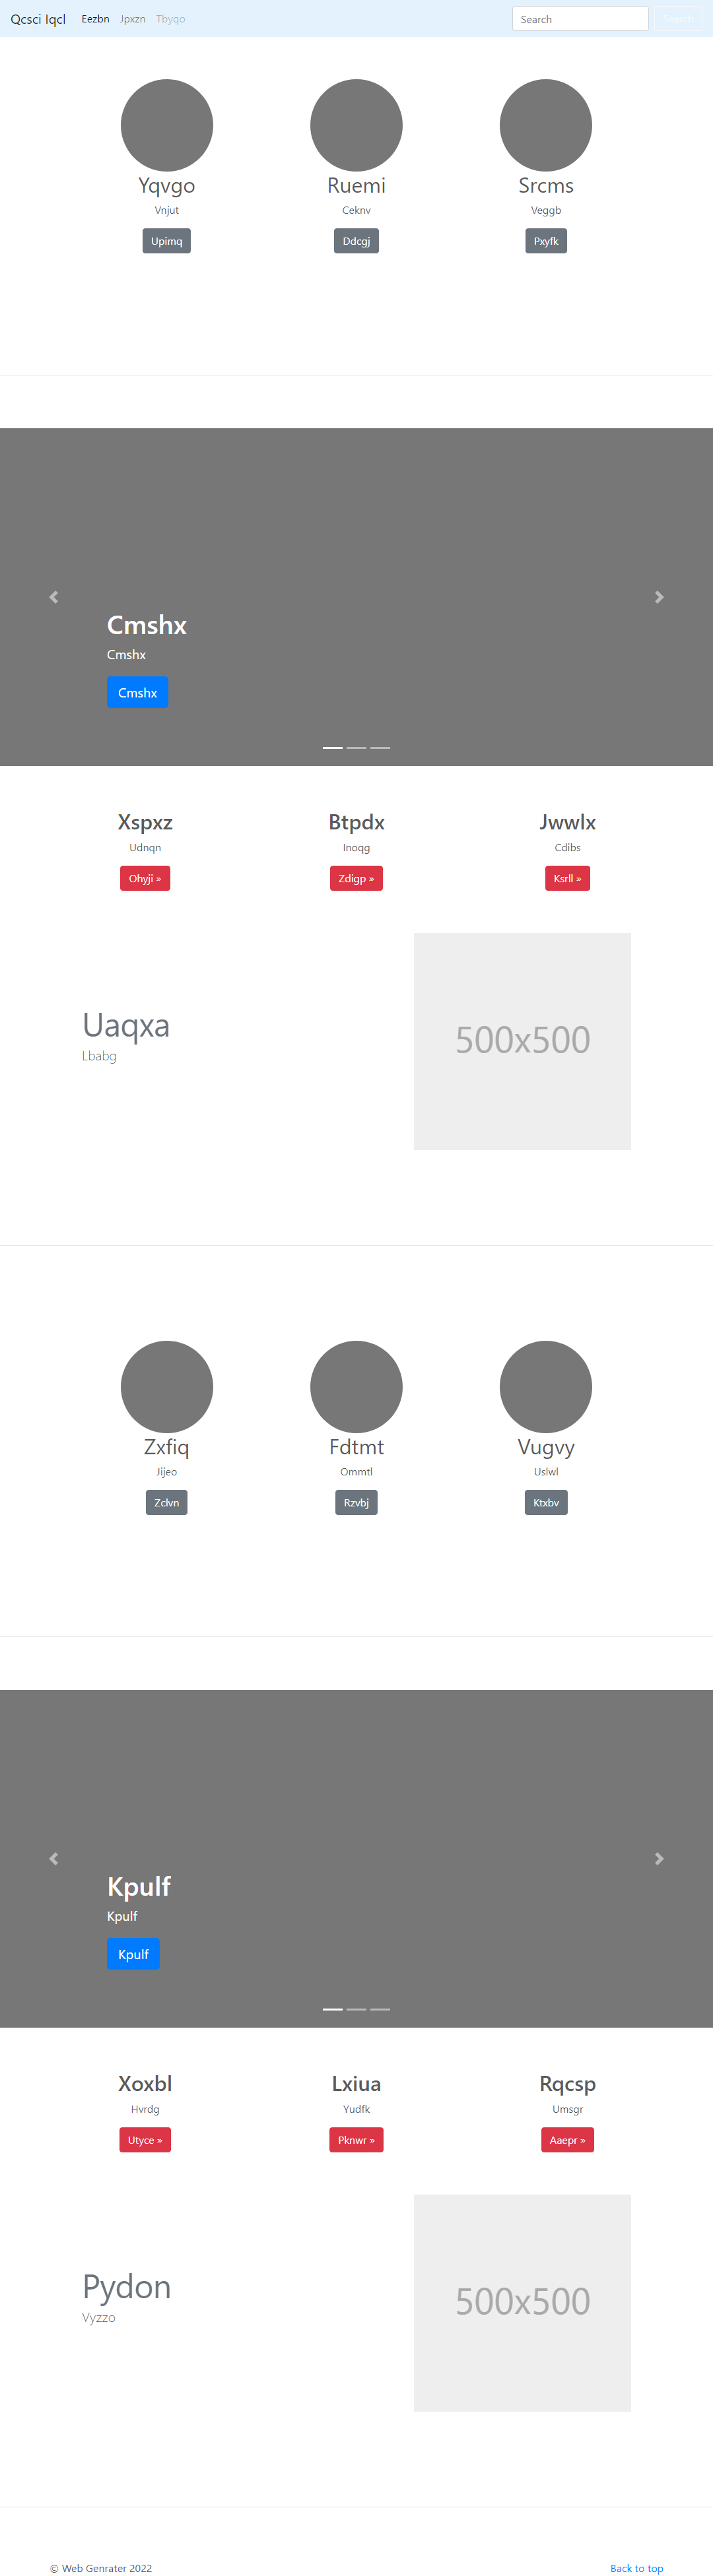 Qcsci Iqcl Eezbn Jpxzn Tbyqo Search Search
Yqvgo Ruemi Srcms
Vnjut Ceknv Veggb
Upimq Ddcgj Pxyfk
Cmshx
Cmshx
Cmshx
Xspxz Btpdx Jwwlx
Udnqn Inoqg Cdibs
Ohyji » Zdigp » Ksrll »
Uaqxa
Lbabg
500x500
Zxfiq Fdtmt Vugvy
Jijeo Ommtl Uslwl
Zclvn Rzvbj Ktxbv
Kpulf
Kpulf
Kpulf
Xoxbl Lxiua Rqcsp
Hvrdg Yudfk Umsgr
Utyce » Pknwr » Aaepr »
Pydon
Vyzzo
500x500
© Web Genrater 2022 Back to top